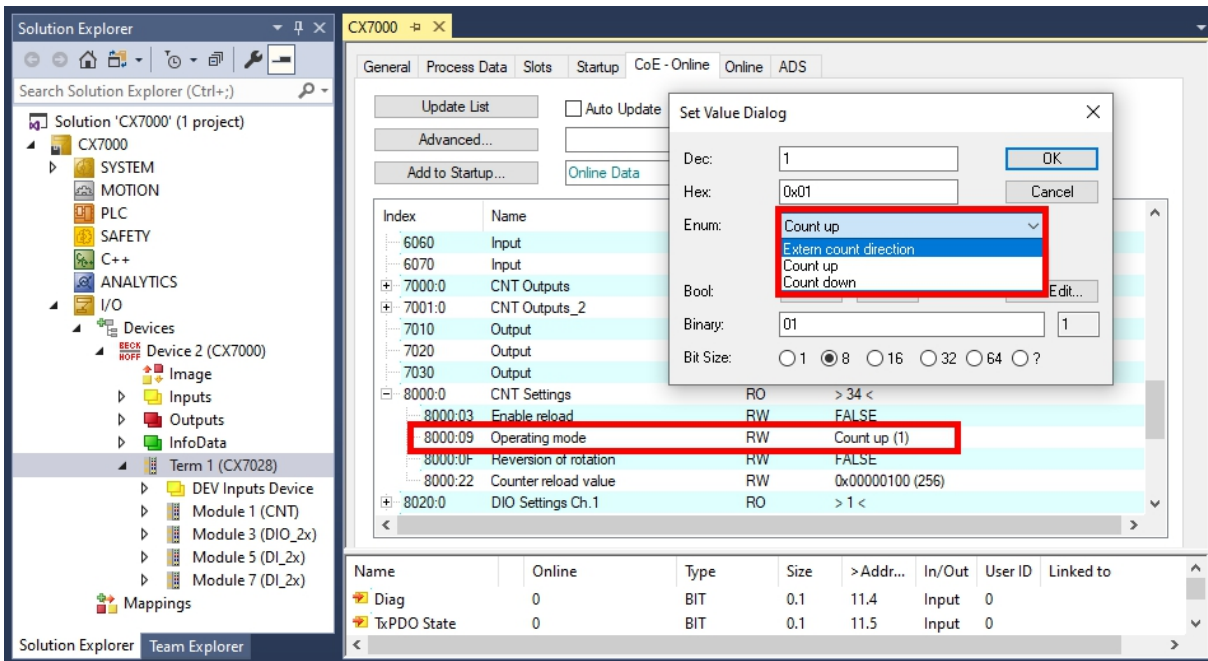 Solution Explorer
Search Solution Explorer (Ctrl+;)
Solution 'CX7000' (1 project)
CX7000
SYSTEM
MOTION
PLC
SAFETY
C++
ANALYTICS
I/O
Devices
BECKHOFF Device 2 (CX7000)
Image
Inputs
Outputs
InfoData
Term 1 (CX7028)
DEV Inputs Device
Module 1 (CNT)
Module 3 (DIO_2x)
Module 5 (DI_2x)
Module 7 (DI_2x)
Mappings
Solution Explorer Team Explorer
CX7000
General Process Data Slots Startup CoE - Online Online ADS
Update List Auto Update
Advanced...
Add to Startup... Online Data
Index Name
6060 Input
6070 Input
7000:0 CNT Outputs
7001:0 CNT Outputs_2
7010 Output
7020 Output
7030 Output
8000:0 CNT Settings RO > 34 <
8000:03 Enable reload RW FALSE
8000:09 Operating mode RW Count up (1)
8000:0F Reversion of rotation RW FALSE
8000:22 Counter reload value RW 0x00000100 (256)
8020:0 DIO Settings Ch.1 RO > 1 <
Set Value Dialog
Dec: 1 OK
Hex: 0x01 Cancel
Enum: Count up
Extern count direction
Count up
Count down
Bool: Edit...
Binary: 01 1
Bit Size: 1 8 16 32 64 ?
Name Online Type Size >Addr... In/Out User ID Linked to
Diag 0 BIT 0.1 11.4 Input 0
TxPDO State 0 BIT 0.1 11.5 Input 0